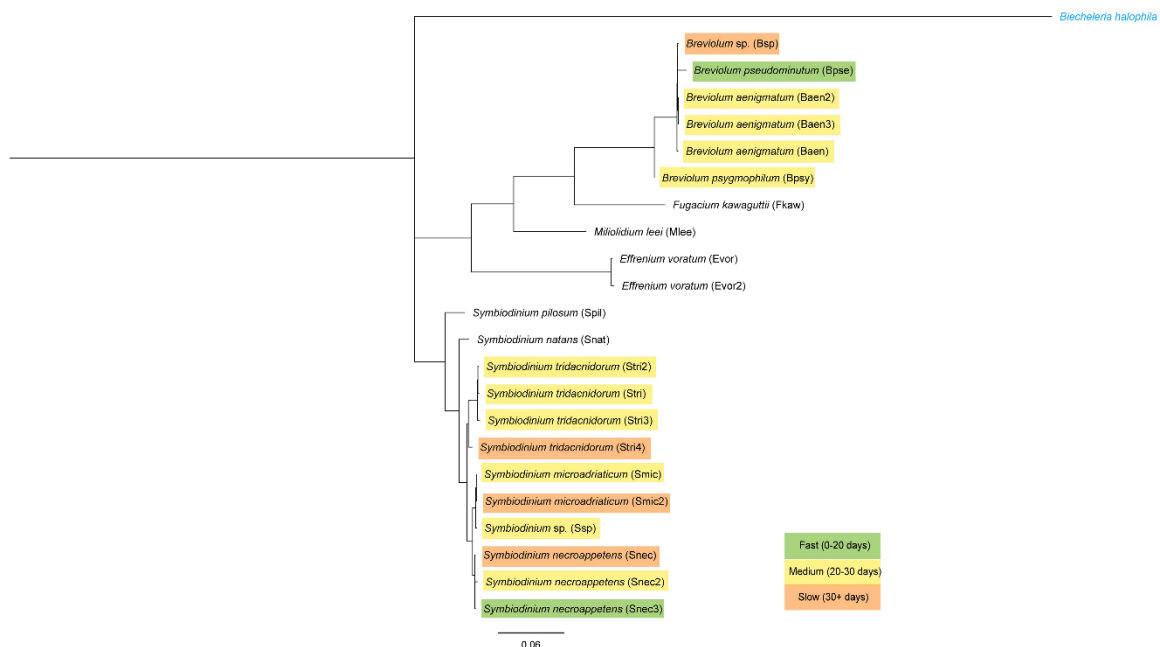 Biecheleria halophila
Breviolum sp. (Bsp)
Breviolum pseudominutum (Bpse)
Breviolum aenigmatum (Baen2)
Breviolum aenigmatum (Baen3)
Breviolum aenigmatum (Baen)
Breviolum psygmophilum (Bpsy)
Fugacium kawaguttii (Fkaw)
Miliolidium leei (Mlee)
Effrenium voratum (Evor)
Effrenium voratum (Evor2)
Symbiodinium pilosum (Spil)
Symbiodinium natans (Snat)
Symbiodinium tridacnidorum (Stri2)
Symbiodinium tridacnidorum (Stri)
Symbiodinium tridacnidorum (Stri3)
Symbiodinium tridacnidorum (Stri4)
Symbiodinium microadriaticum (Smic)
Symbiodinium microadriaticum (Smic2)
Symbiodinium sp. (Ssp)
Symbiodinium necroappetens (Snec)
Symbiodinium necroappetens (Snec2)
Symbiodinium necroappetens (Snec3)
Fast (0-20 days)
Medium (20-30 days)
Slow (30+ days)
0.06